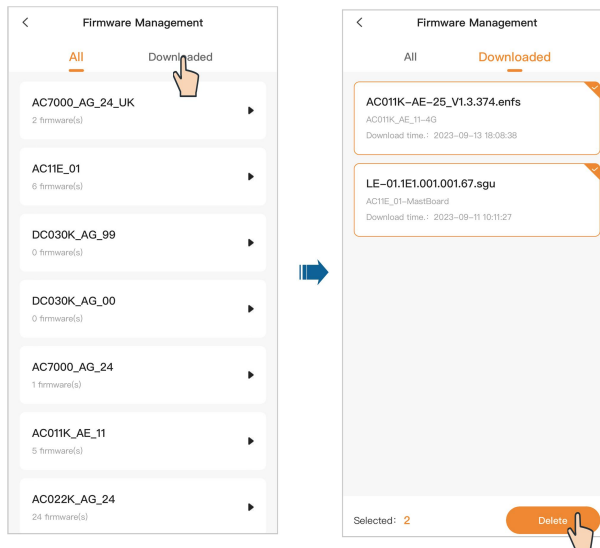 Firmware Management
All Downloaded
AC7000_AG_24_UK
2 firmware(s)
AC11E_01
6 firmware(s)
DC030K_AG_99
0 firmware(s)
DC030K_AG_00
0 firmware(s)
AC7000_AG_24
1 firmware(s)
AC011K_AE_11
5 firmware(s)
AC022K_AG_24
24 firmware(s)
Firmware Management
All Downloaded
AC011K-AE-25_V1.3.374.enfs
AC011K_AE_11-4G
Download time.: 2023-09-13 18:08:38
LE-01.1E1.001.001.67.sgu
AC11E_01-MastBoard
Download time.: 2023-09-11 10:11:27
Selected: 2 Delete